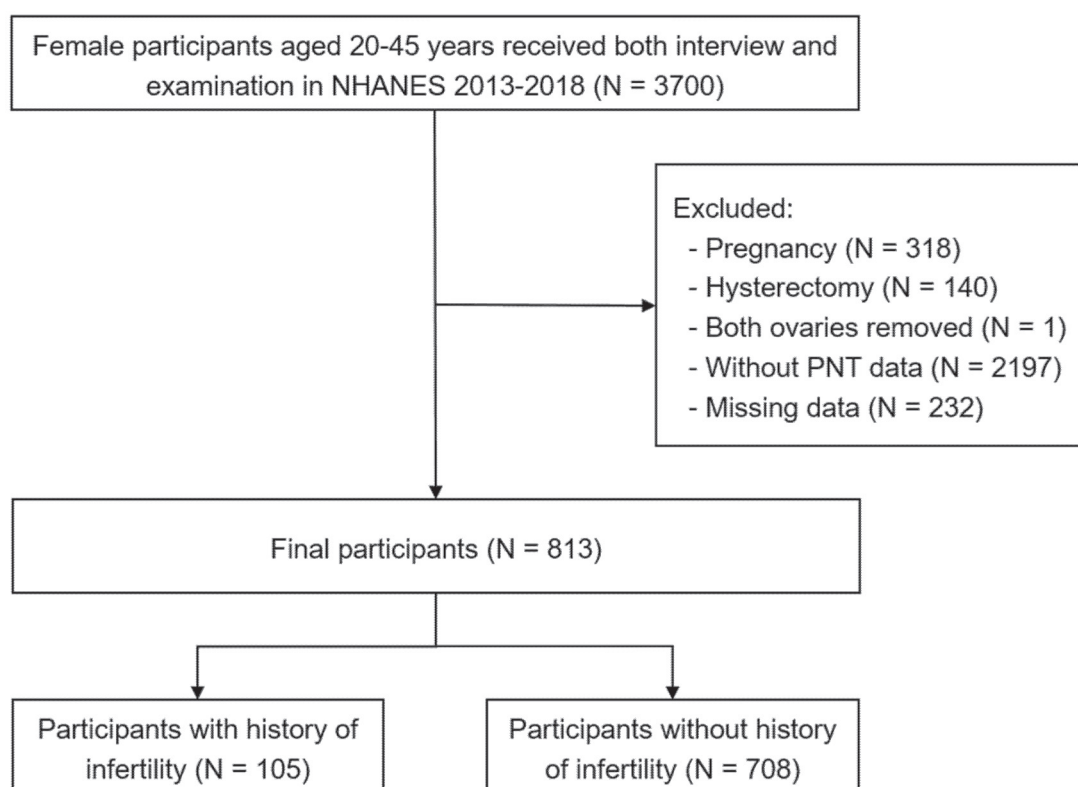 Female participants aged 20-45 years received both interview and
examination in NHANES 2013-2018 (N = 3700)
Excluded:
- Pregnancy (N = 318)
- Hysterectomy (N = 140)
- Both ovaries removed (N = 1)
- Without PNT data (N = 2197)
- Missing data (N = 232)
Final participants (N = 813)
Participants with history of
infertility (N = 105)
Participants without history
of infertility (N = 708)